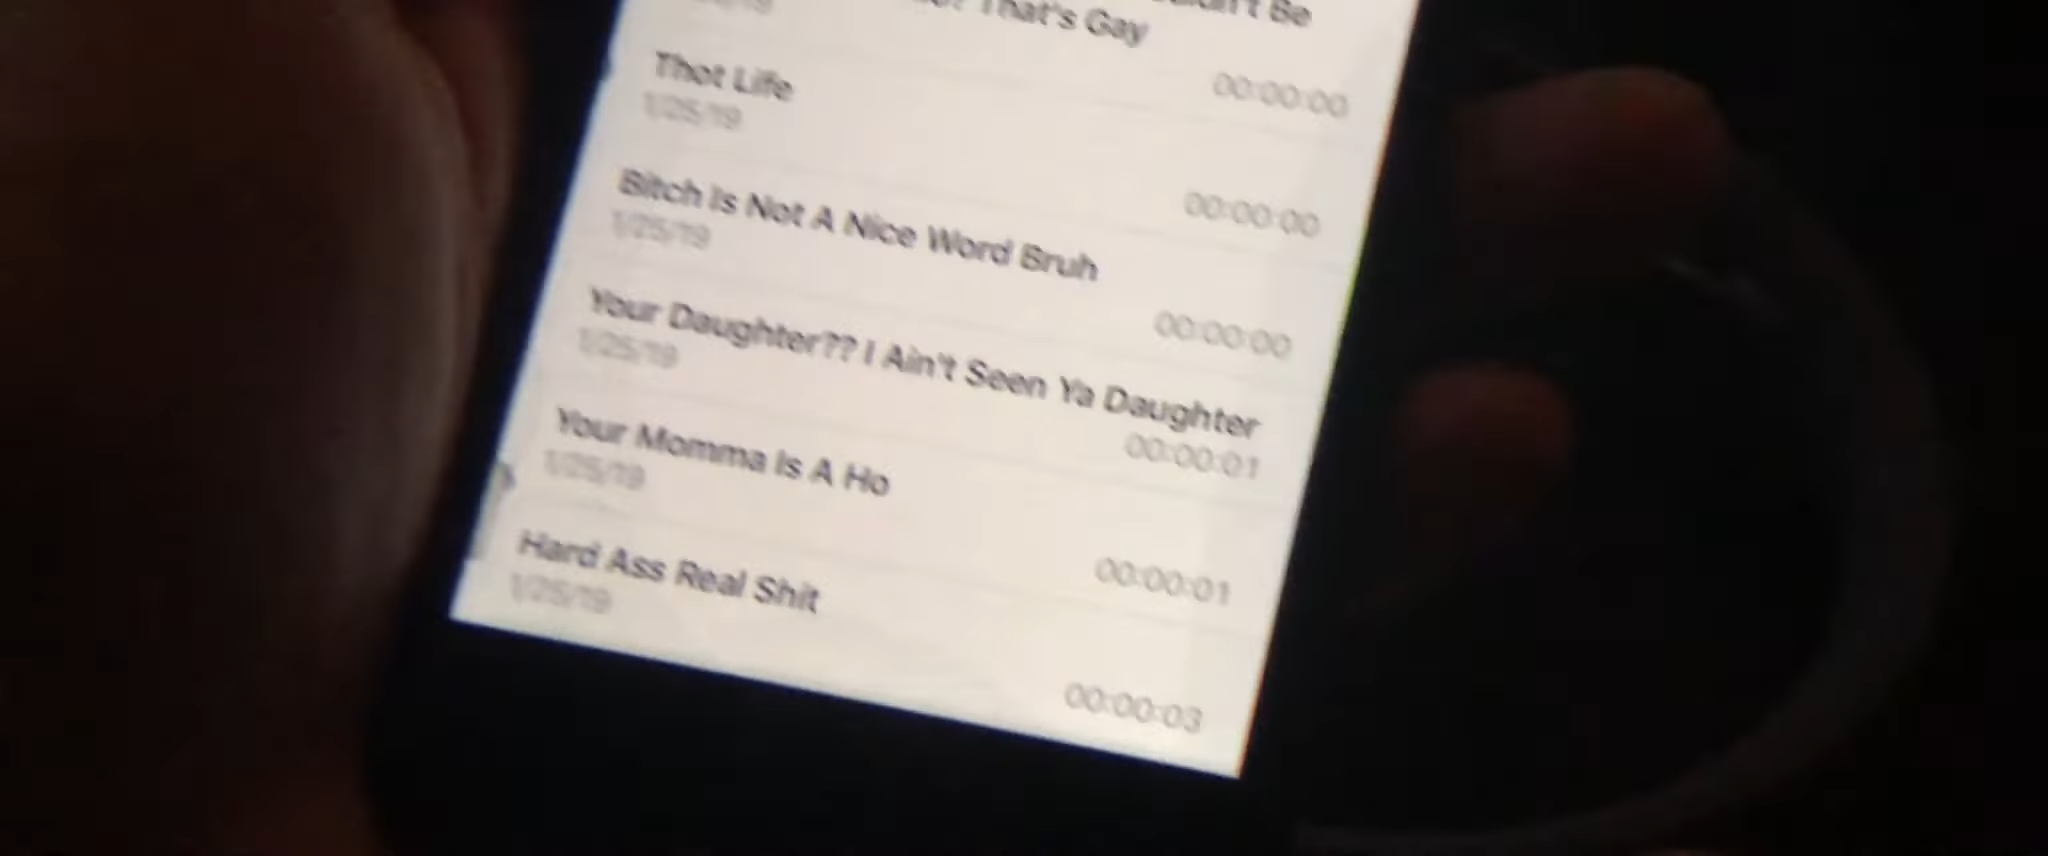 Be
That's Gay
00:00:00
Thot Life
1/25/19
00:00:00
Bitch Is Not A Nice Word Bruh
1/25/19
00:00:00
Your Daughter?? I Ain't Seen Ya Daughter
1/25/19
00:00:01
Your Momma Is A Ho
1/25/19
00:00:01
Hard Ass Real Shit
1/25/19
00:00:03